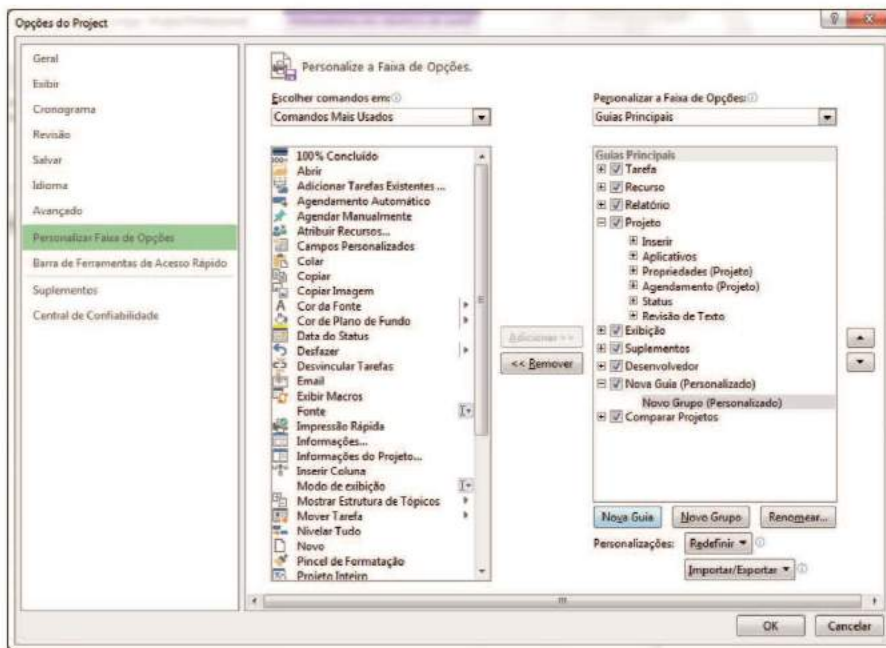 Opções do Project
Geral
Exibir
Cronograma
Revisão
Salvar
Idioma
Avançado
Personalizar Faixa de Opções
Barra de Ferramentas de Acesso Rápido
Suplementos
Central de Confiabilidade
Personalize a Faixa de Opções.
Escolher comandos em:
Comandos Mais Usados
100% Concluído
Abrir
Adicionar Tarefas Existentes ...
Agendamento Automático
Agendar Manualmente
Atribuir Recursos...
Campos Personalizados
Colar
Copiar
Copiar Imagem
Cor da Fonte
Cor de Plano de Fundo
Data do Status
Desfazer
Desvincular Tarefas
Email
Exibir Macros
Fonte
Impressão Rápida
Informações...
Informações do Projeto...
Inserir Coluna
Modo de exibição
Mostrar Estrutura de Tópicos
Mover Tarefa
Nivelar Tudo
Novo
Pincel de Formatação
Projeto Inteiro
Adicionar >>
<< Remover
Personalizar a Faixa de Opções:
Guias Principais
Guias Principais
Tarefa
Recurso
Relatório
Projeto
Inserir
Aplicativos
Propriedades (Projeto)
Agendamento (Projeto)
Status
Revisão de Texto
Exibição
Suplementos
Desenvolvedor
Nova Guia (Personalizado)
Novo Grupo (Personalizado)
Comparar Projetos
Nova Guia
Novo Grupo
Renomear...
Personalizações:
Redefinir
Importar/Exportar
OK
Cancelar